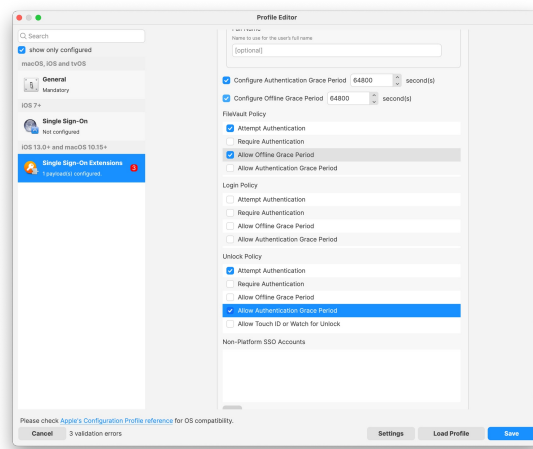 Profile Editor
Search
show only configured
macOS, iOS and tvOS
General
Mandatory
iOS 7+
Single Sign-On
Not configured
iOS 13.0+ and macOS 10.15+
Single Sign-On Extensions
1 payload(s) configured.
3
Full Name
Name to use for the user's full name
[optional]
Configure Authentication Grace Period 64800 second(s)
Configure Offline Grace Period 64800 second(s)
FileVault Policy
Attempt Authentication
Require Authentication
Allow Offline Grace Period
Allow Authentication Grace Period
Login Policy
Attempt Authentication
Require Authentication
Allow Offline Grace Period
Allow Authentication Grace Period
Unlock Policy
Attempt Authentication
Require Authentication
Allow Offline Grace Period
Allow Authentication Grace Period
Allow Touch ID or Watch for Unlock
Non-Platform SSO Accounts
Please check Apple's Configuration Profile reference for OS compatibility.
Cancel 3 validation errors Settings Load Profile Save